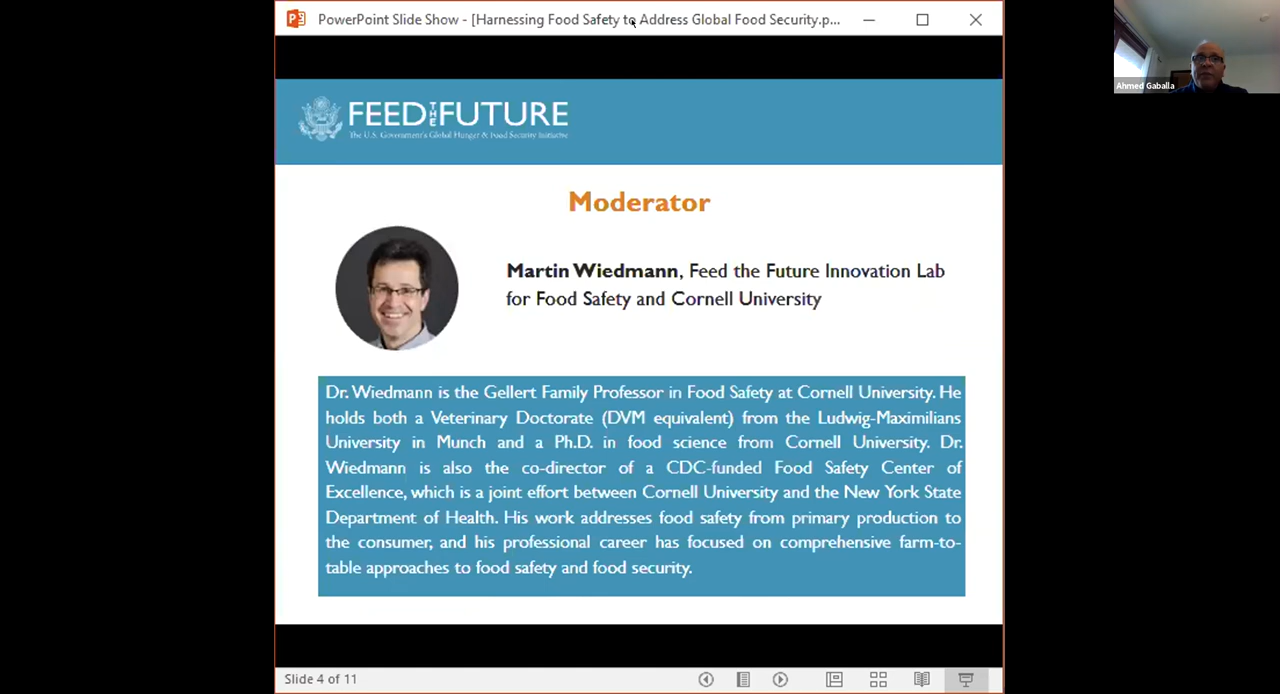 PowerPoint Slide Show - [Harnessing Food Safety to Address Global Food Security.p...
Ahmed Gaballa
FEED THE FUTURE
The U.S. Government's Global Hunger & Food Security Initiative
Moderator
Martin Wiedmann, Feed the Future Innovation Lab
for Food Safety and Cornell University
Dr. Wiedmann is the Gellert Family Professor in Food Safety at Cornell University. He
holds both a Veterinary Doctorate (DVM equivalent) from the Ludwig-Maximilians
University in Munch and a Ph.D. in food science from Cornell University. Dr.
Wiedmann is also the co-director of a CDC-funded Food Safety Center of
Excellence, which is a joint effort between Cornell University and the New York State
Department of Health. His work addresses food safety from primary production to
the consumer, and his professional career has focused on comprehensive farm-to-
table approaches to food safety and food security.
Slide 4 of 11